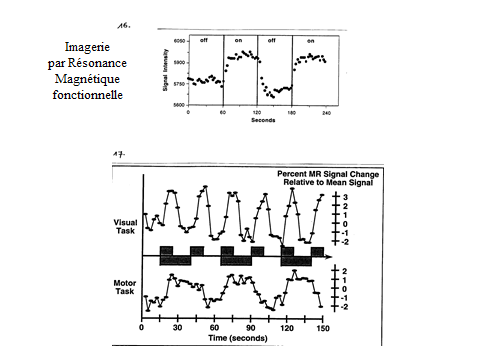 16.
Imagerie
par Résonance
Magnétique
fonctionnelle
off on off on
Signal Intensity
6050
5900
5750
5600
0 60 120 180 240
Seconds
17.
Percent MR Signal Change
Relative to Mean Signal
Visual
Task
3
2
1
0
-1
-2
Motor
Task
2
1
0
-1
-2
0 30 60 90 120 150
Time (seconds)